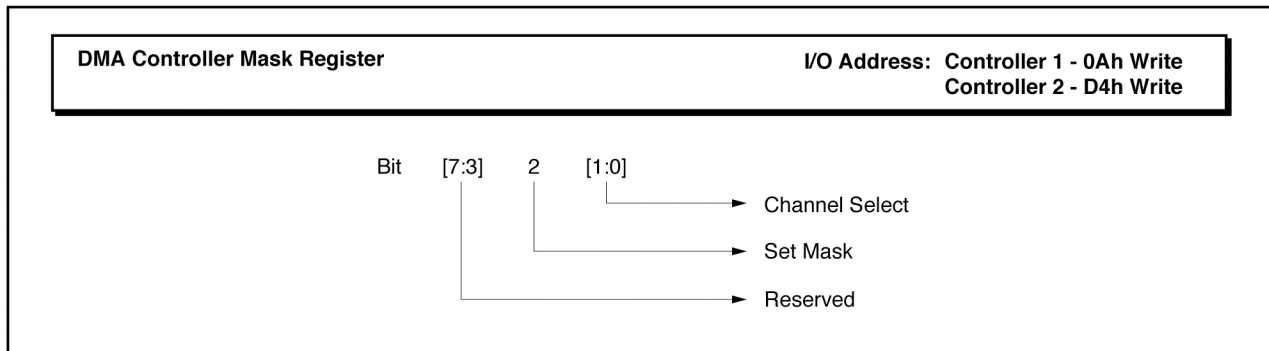 DMA Controller Mask Register I/O Address: Controller 1 - 0Ah Write
Controller 2 - D4h Write
Bit [7:3] 2 [1:0]
Channel Select
Set Mask
Reserved